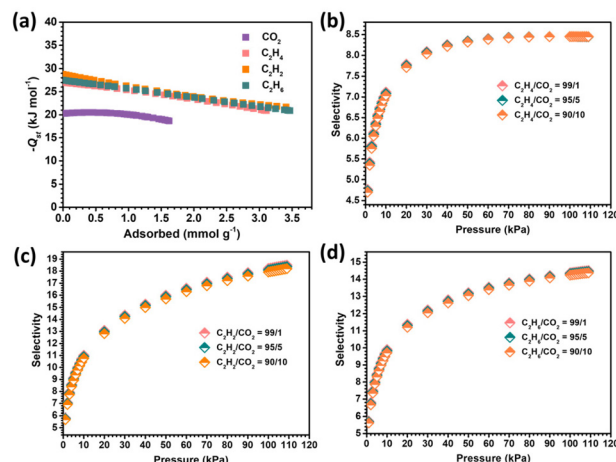 (a)
-Qst (kJ mol⁻¹)
40
35
30
25
20
15
10
5
0
CO₂
C₂H₄
C₂H₂
C₂H₆
0.0 0.5 1.0 1.5 2.0 2.5 3.0 3.5
Adsorbed (mmol g⁻¹)
(b)
Selectivity
8.5
8.0
7.5
7.0
6.5
6.0
5.5
5.0
4.5
C₂H₄/CO₂ = 99/1
C₂H₄/CO₂ = 95/5
C₂H₄/CO₂ = 90/10
0 10 20 30 40 50 60 70 80 90 100 110 120
Pressure (kPa)
(c)
Selectivity
19
18
17
16
15
14
13
12
11
10
9
8
7
6
5
C₂H₂/CO₂ = 99/1
C₂H₂/CO₂ = 95/5
C₂H₂/CO₂ = 90/10
0 10 20 30 40 50 60 70 80 90 100 110 120
Pressure (kPa)
(d)
Selectivity
15
14
13
12
11
10
9
8
7
6
5
C₂H₆/CO₂ = 99/1
C₂H₆/CO₂ = 95/5
C₂H₆/CO₂ = 90/10
0 10 20 30 40 50 60 70 80 90 100 110 120
Pressure (kPa)